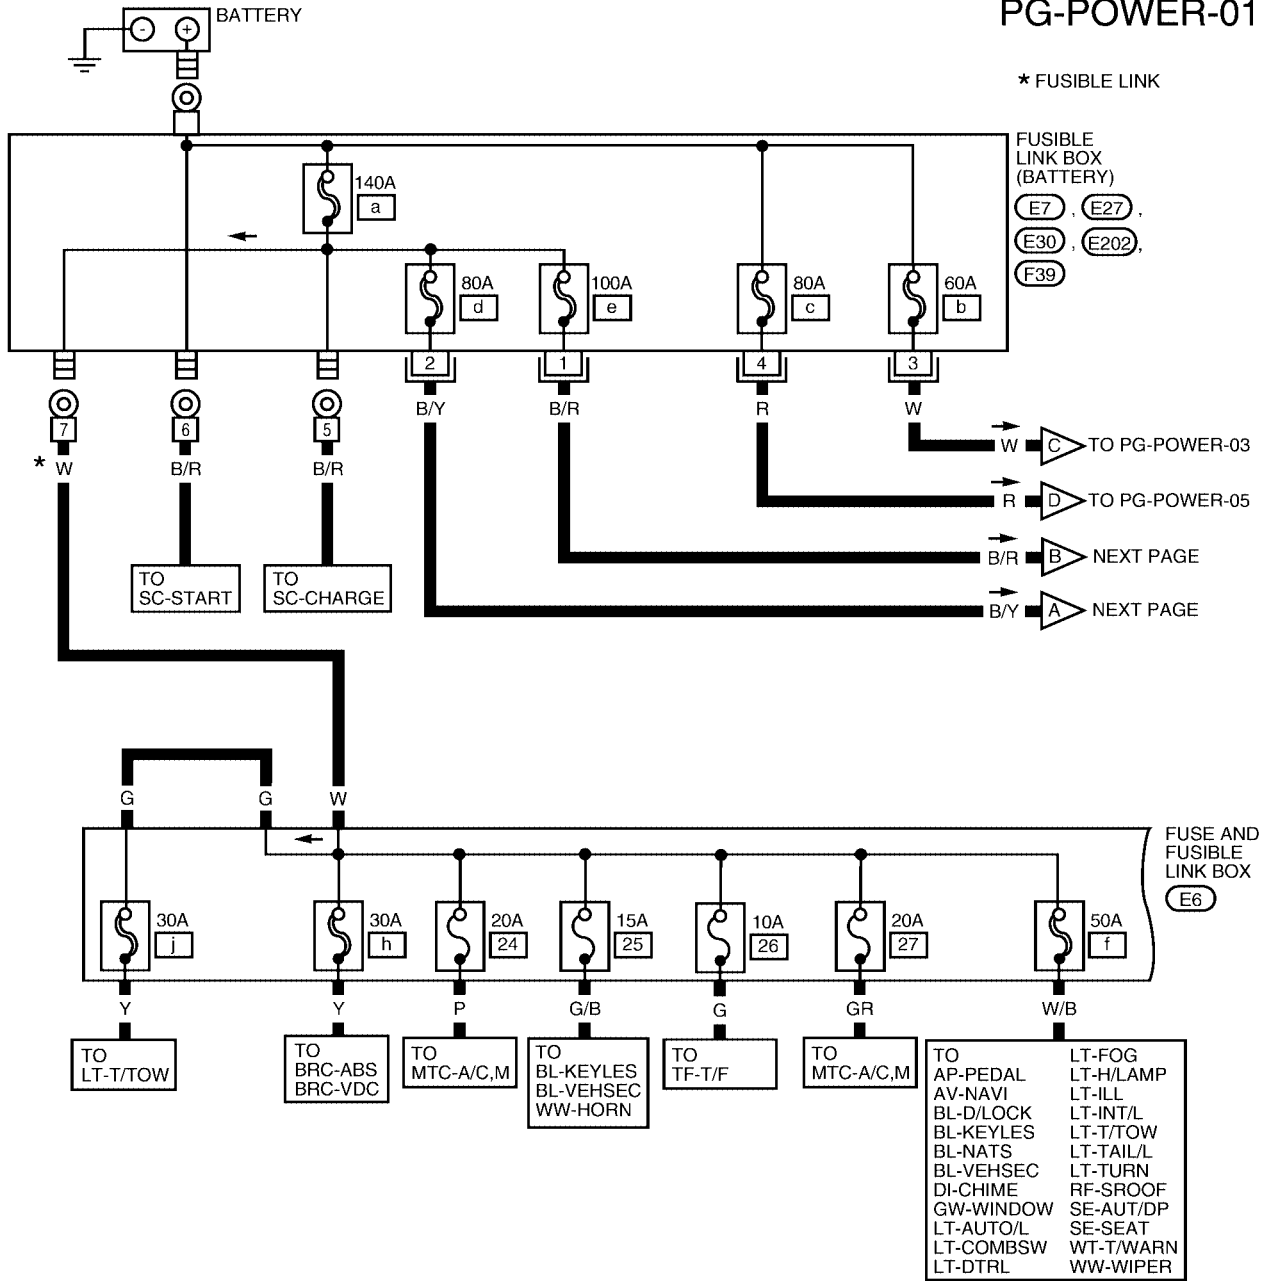 PG-POWER-01
BATTERY
- +
* FUSIBLE LINK
FUSIBLE
LINK BOX
(BATTERY)
E7 , E27 ,
E30 , E202 ,
F39
140A
a
80A
d
100A
e
80A
c
60A
b
2 1 4 3
B/Y B/R R W
7 6 5
* W B/R B/R
W C TO PG-POWER-03
R D TO PG-POWER-05
B/R B NEXT PAGE
B/Y A NEXT PAGE
TO
SC-START
TO
SC-CHARGE
G G W
FUSE AND
FUSIBLE
LINK BOX
E6
30A
j
30A
h
20A
24
15A
25
10A
26
20A
27
50A
f
Y Y P G/B G GR W/B
TO
LT-T/TOW
TO
BRC-ABS
BRC-VDC
TO
MTC-A/C,M
TO
BL-KEYLES
BL-VEHSEC
WW-HORN
TO
TF-T/F
TO
MTC-A/C,M
TO
AP-PEDAL
AV-NAVI
BL-D/LOCK
BL-KEYLES
BL-NATS
BL-VEHSEC
DI-CHIME
GW-WINDOW
LT-AUTO/L
LT-COMBSW
LT-DTRL
LT-FOG
LT-H/LAMP
LT-ILL
LT-INT/L
LT-T/TOW
LT-TAIL/L
LT-TURN
RF-SROOF
SE-AUT/DP
SE-SEAT
WT-T/WARN
WW-WIPER